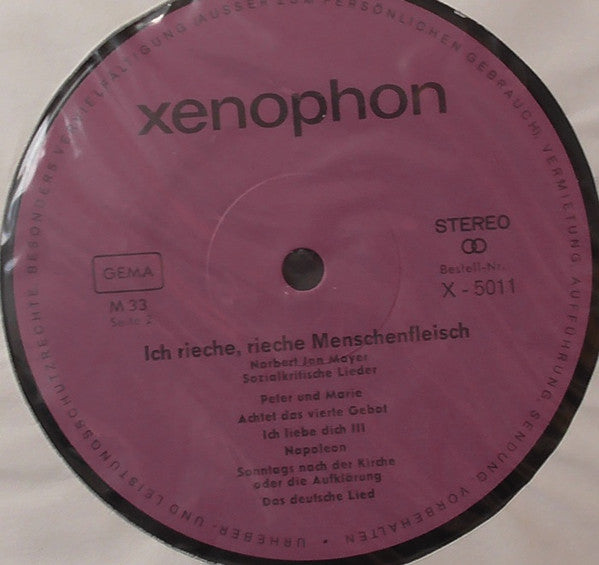 URHEBER- UND LEISTUNGSSCHUTZRECHTE, BESONDERS VERVIELFÄLTIGUNG (AUSSER ZUM PERSÖNLICHEN GEBRAUCH), VERMIETUNG, AUFFÜHRUNG, SENDUNG, VORBEHALTEN •
xenophon
STEREO
Bestell-Nr.
X - 5011
GEMA
M 33
Seite 2
Ich rieche, rieche Menschenfleisch
Norbert Jan Mayer
Sozialkritische Lieder
Peter und Marie
Achtet das vierte Gebot
Ich liebe dich III
Napoleon
Sonntags nach der Kirche
oder die Aufklärung
Das deutsche Lied